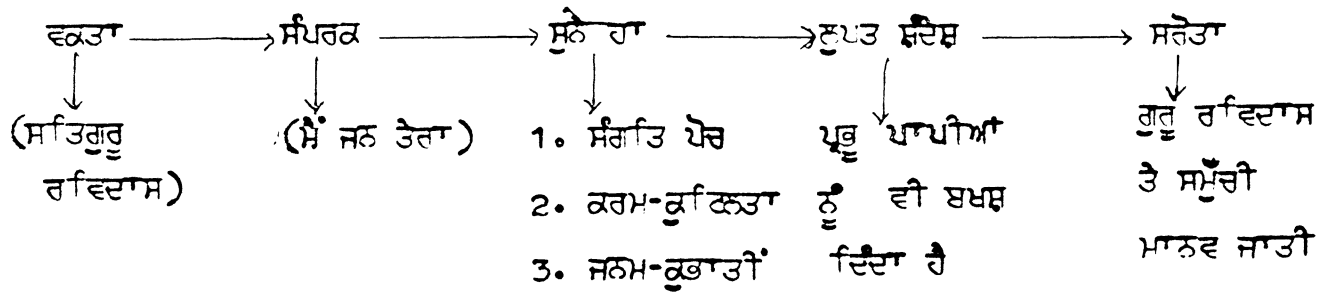 ਵਕਤਾ ਸੰਪਰਕ ਸੁਨੇਹਾ ਲੁਪਤ ਸ਼ੰਦੇਸ਼ ਸਰੋਤਾ
(ਸਤਿਗੁਰੂ (ਮੈਂ ਜਨ ਤੇਰਾ) 1. ਸੰਗਤਿ ਪੋਚ ਪ੍ਰਭੂ ਪਾਪੀਆਂ ਗੁਰੂ ਰਵਿਦਾਸ
ਰਵਿਦਾਸ) 2. ਕਰਮ-ਕੁਟਿਲਤਾ ਨੂੰ ਵੀ ਬਖਸ਼ ਤੇ ਸਮੁੱਚੀ
3. ਜਨਮ-ਕੁਭਾਤੀਂ ਦਿੰਦਾ ਹੈ ਮਾਨਵ ਜਾਤੀ